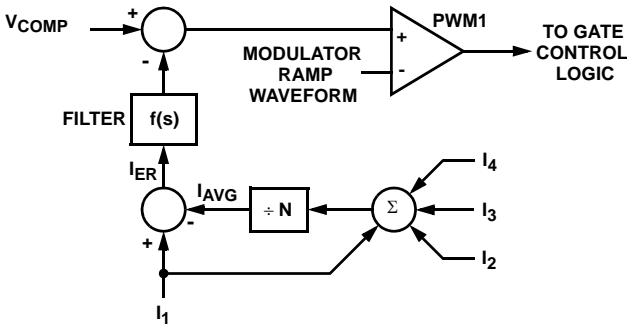 VCOMP
+
-
PWM1
+
-
MODULATOR
RAMP
WAVEFORM
TO GATE
CONTROL
LOGIC
FILTER
f(s)
IER
IAVG
÷ N
Σ
I4
I3
I2
-
+
I1